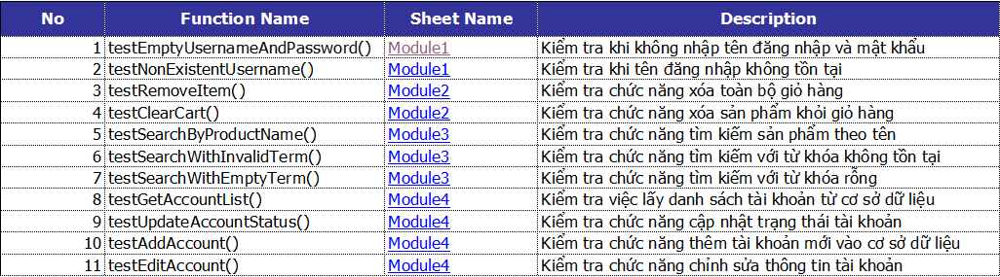 No Function Name Sheet Name Description
1 testEmptyUsernameAndPassword() Module1 Kiểm tra khi không nhập tên đăng nhập và mật khẩu
2 testNonExistentUsername() Module1 Kiểm tra khi tên đăng nhập không tồn tại
3 testRemoveItem() Module2 Kiểm tra chức năng xóa toàn bộ giỏ hàng
4 testClearCart() Module2 Kiểm tra chức năng xóa sản phẩm khỏi giỏ hàng
5 testSearchByProductName() Module3 Kiểm tra chức năng tìm kiếm sản phẩm theo tên
6 testSearchWithInvalidTerm() Module3 Kiểm tra chức năng tìm kiếm với từ khóa không tồn tại
7 testSearchWithEmptyTerm() Module3 Kiểm tra chức năng tìm kiếm với từ khóa rỗng
8 testGetAccountList() Module4 Kiểm tra việc lấy danh sách tài khoản từ cơ sở dữ liệu
9 testUpdateAccountStatus() Module4 Kiểm tra chức năng cập nhật trạng thái tài khoản
10 testAddAccount() Module4 Kiểm tra chức năng thêm tài khoản mới vào cơ sở dữ liệu
11 testEditAccount() Module4 Kiểm tra chức năng chỉnh sửa thông tin tài khoản